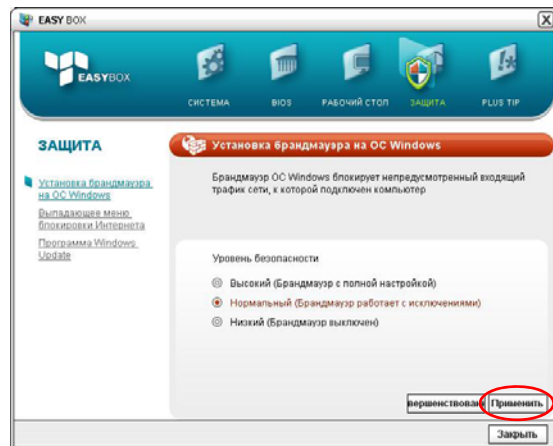 EASY BOX
EASYBOX
СИСТЕМА
BIOS
РАБОЧИЙ СТОЛ
ЗАЩИТА
PLUS TIP
ЗАЩИТА
Установка брандмауэра
на ОС Windows
Выпадающее меню
блокировки Интернета
Программа Windows
Update
Установка брандмауэра на ОС Windows
Брандмауэр ОС Windows блокирует непредусмотренный входящий
трафик сети, к которой подключен компьютер
Уровень безопасности
Высокий (Брандмауэр с полной настройкой)
Нормальный (Брандмауэр работает с исключениями)
Низкий (Брандмауэр выключен)
вершенствован
Применить
Закрыть